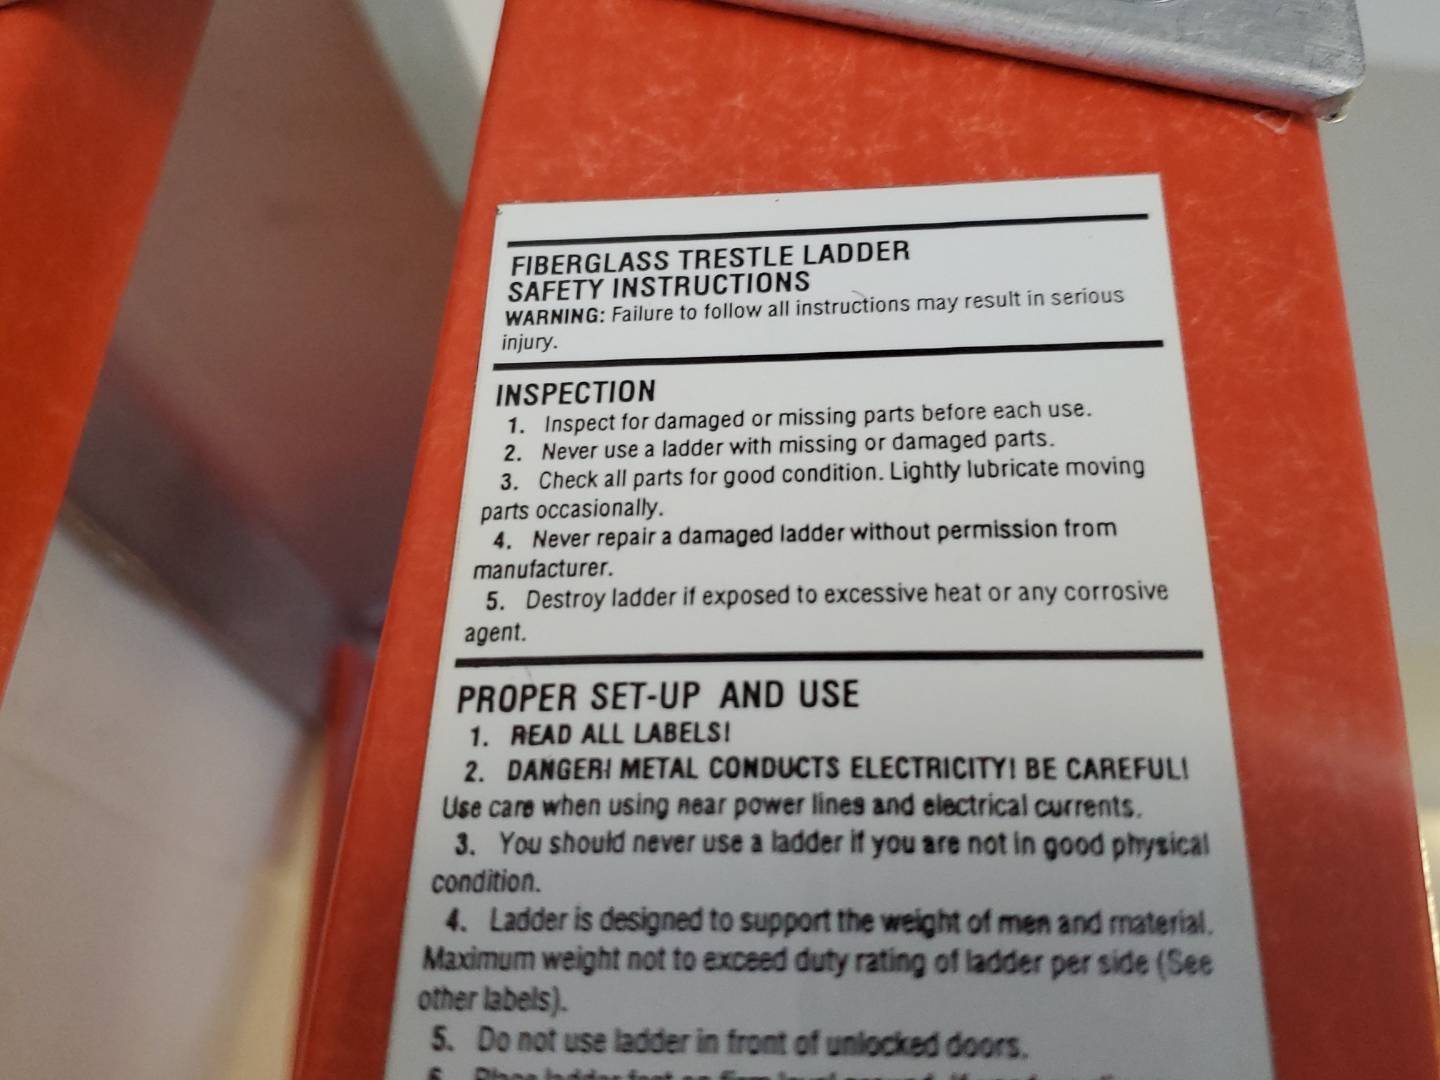 FIBERGLASS TRESTLE LADDER
SAFETY INSTRUCTIONS
WARNING: Failure to follow all instructions may result in serious
injury.
INSPECTION
1. Inspect for damaged or missing parts before each use.
2. Never use a ladder with missing or damaged parts.
3. Check all parts for good condition. Lightly lubricate moving
parts occasionally.
4. Never repair a damaged ladder without permission from
manufacturer.
5. Destroy ladder if exposed to excessive heat or any corrosive
agent.
PROPER SET-UP AND USE
1. READ ALL LABELS!
2. DANGER! METAL CONDUCTS ELECTRICITY! BE CAREFUL!
Use care when using near power lines and electrical currents.
3. You should never use a ladder if you are not in good physical
condition.
4. Ladder is designed to support the weight of men and material.
Maximum weight not to exceed duty rating of ladder per side (See
other labels).
5. Do not use ladder in front of unlocked doors.